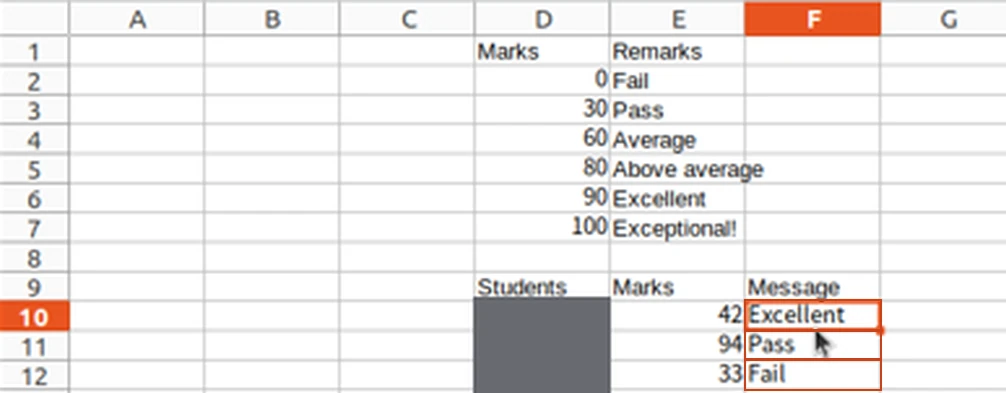 A B C D E F G
1 Marks Remarks
2 0 Fail
3 30 Pass
4 60 Average
5 80 Above average
6 90 Excellent
7 100 Exceptional!
8
9 Students Marks Message
10 42 Excellent
11 94 Pass
12 33 Fail